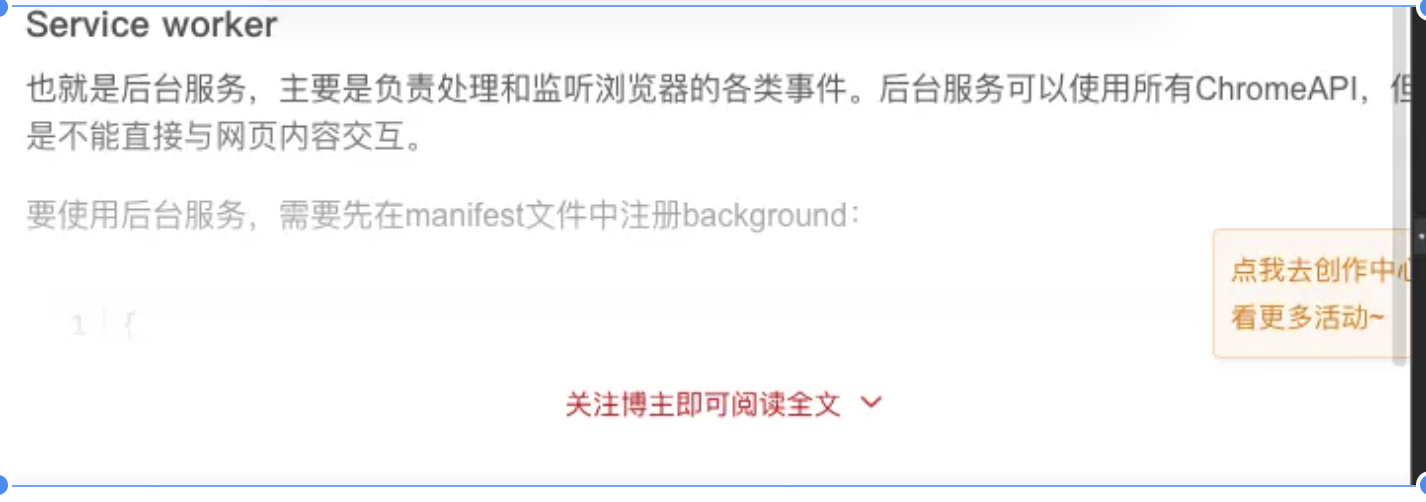 Service worker
也就是后台服务，主要是负责处理和监听浏览器的各类事件。后台服务可以使用所有ChromeAPI，但
是不能直接与网页内容交互。
要使用后台服务，需要先在manifest文件中注册background：
点我去创作中心
看更多活动~
1 {
关注博主即可阅读全文